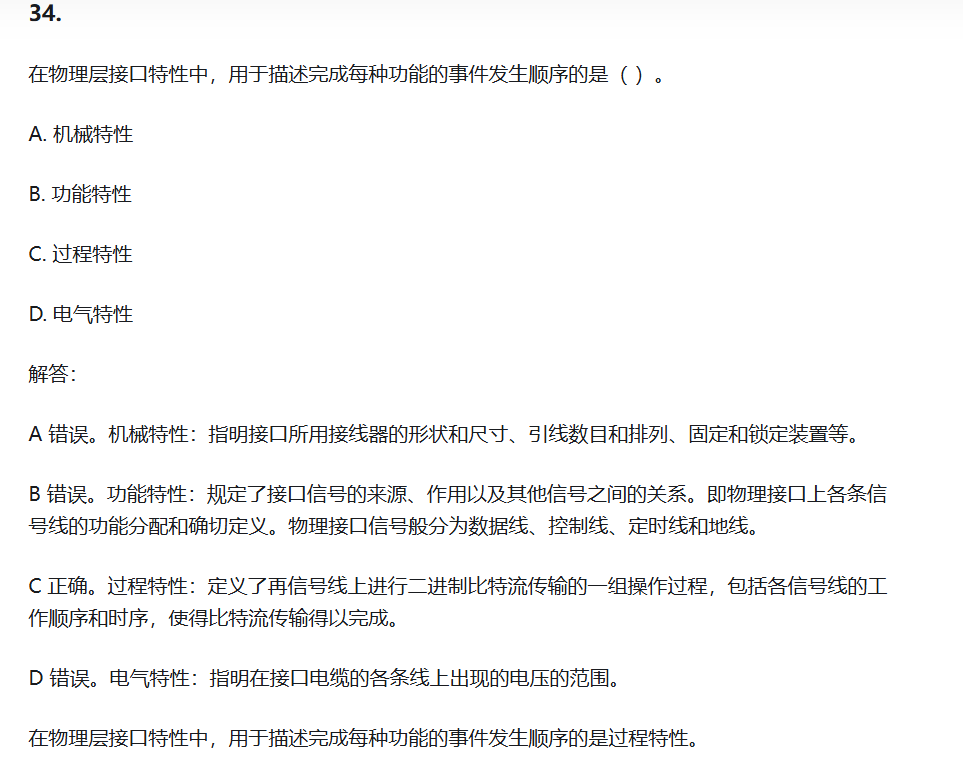 34.
在物理层接口特性中，用于描述完成每种功能的事件发生顺序的是（ ）。
A. 机械特性
B. 功能特性
C. 过程特性
D. 电气特性
解答：
A 错误。机械特性：指明接口所用接线器的形状和尺寸、引线数目和排列、固定和锁定装置等。
B 错误。功能特性：规定了接口信号的来源、作用以及其他信号之间的关系。即物理接口上各条信
号线的功能分配和确切定义。物理接口信号般分为数据线、控制线、定时线和地线。
C 正确。过程特性：定义了再信号线上进行二进制比特流传输的一组操作过程，包括各信号线的工
作顺序和时序，使得比特流传输得以完成。
D 错误。电气特性：指明在接口电缆的各条线上出现的电压的范围。
在物理层接口特性中，用于描述完成每种功能的事件发生顺序的是过程特性。